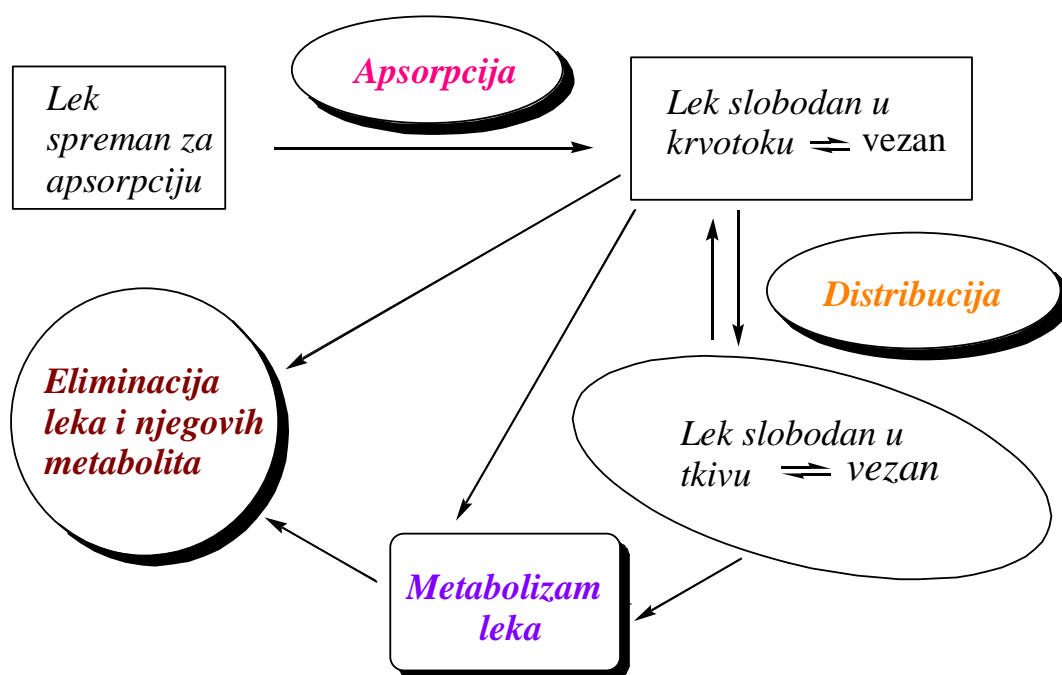 Apsorpcija
Lek
spreman za
apsorpciju
Lek slobodan u
krvotoku ⇌ vezan
Distribucija
Eliminacija
leka i njegovih
metabolita
Lek slobodan u
tkivu ⇌ vezan
Metabolizam
leka